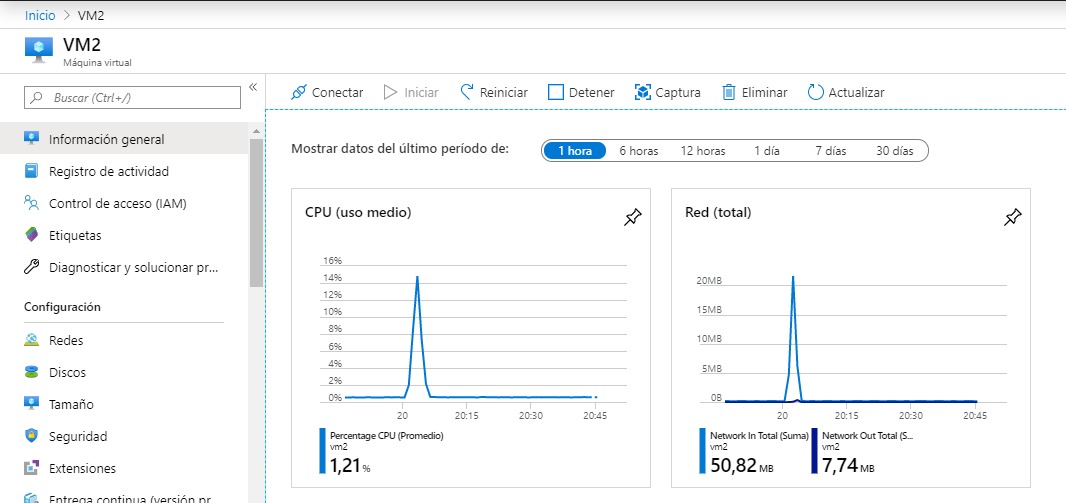 Inicio > VM2
VM2
Máquina virtual
Buscar (Ctrl+/)
«
Información general
Registro de actividad
Control de acceso (IAM)
Etiquetas
Diagnosticar y solucionar pr...
Configuración
Redes
Discos
Tamaño
Seguridad
Extensiones
Entrega continua (versión pr...
Conectar Iniciar Reiniciar Detener Captura Eliminar Actualizar
Mostrar datos del último período de: 1 hora 6 horas 12 horas 1 día 7 días 30 días
CPU (uso medio)
16%
14%
12%
10%
8%
6%
4%
2%
0%
20 20:15 20:30 20:45
Percentage CPU (Promedio)
vm2
1,21 %
Red (total)
20MB
15MB
10MB
5MB
0B
20 20:15 20:30 20:45
Network In Total (Suma)
vm2
50,82 MB
Network Out Total (S...
vm2
7,74 MB